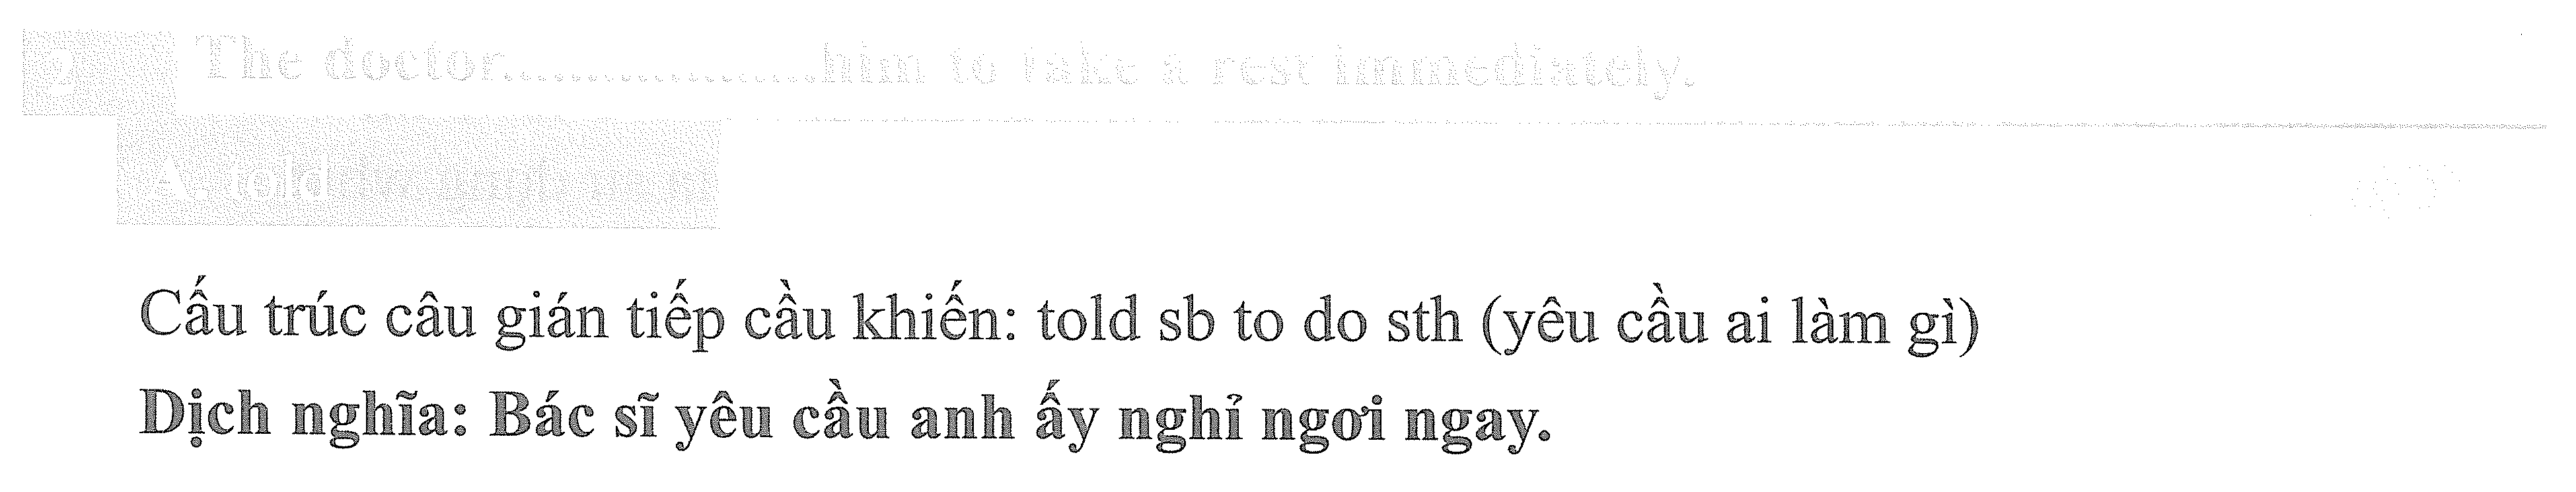 2 The doctor.....................him to take a rest immediately.
A. told
Cấu trúc câu gián tiếp cầu khiến: told sb to do sth (yêu cầu ai làm gì)
Dịch nghĩa: Bác sĩ yêu cầu anh ấy nghỉ ngơi ngay.